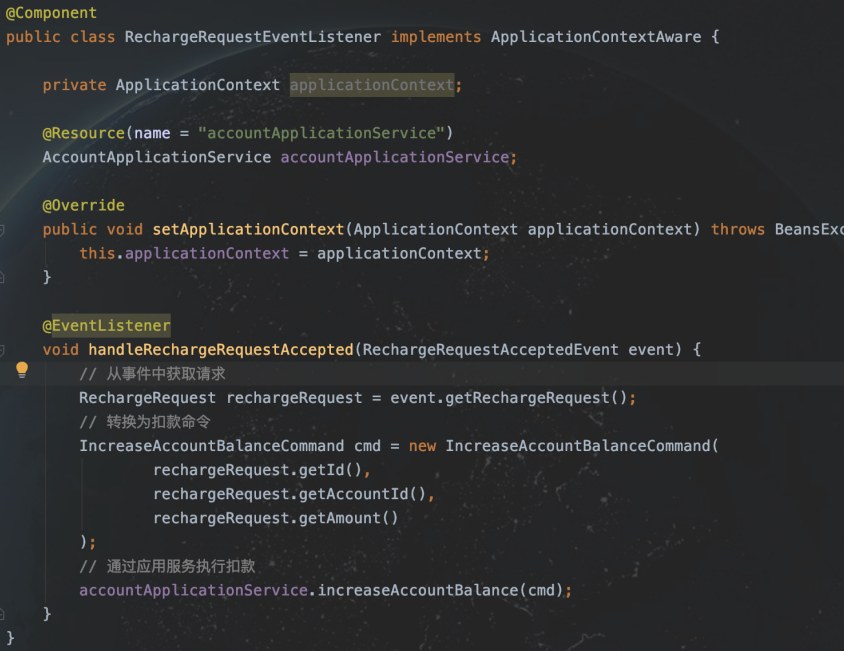 @Component
public class RechargeRequestEventListener implements ApplicationContextAware {
private ApplicationContext applicationContext;
@Resource(name = "accountApplicationService")
AccountApplicationService accountApplicationService;
@Override
public void setApplicationContext(ApplicationContext applicationContext) throws BeansExc
this.applicationContext = applicationContext;
}
@EventListener
void handleRechargeRequestAccepted(RechargeRequestAcceptedEvent event) {
// 从事件中获取请求
RechargeRequest rechargeRequest = event.getRechargeRequest();
// 转换为扣款命令
IncreaseAccountBalanceCommand cmd = new IncreaseAccountBalanceCommand(
rechargeRequest.getId(),
rechargeRequest.getAccountId(),
rechargeRequest.getAmount()
);
// 通过应用服务执行扣款
accountApplicationService.increaseAccountBalance(cmd);
}
}